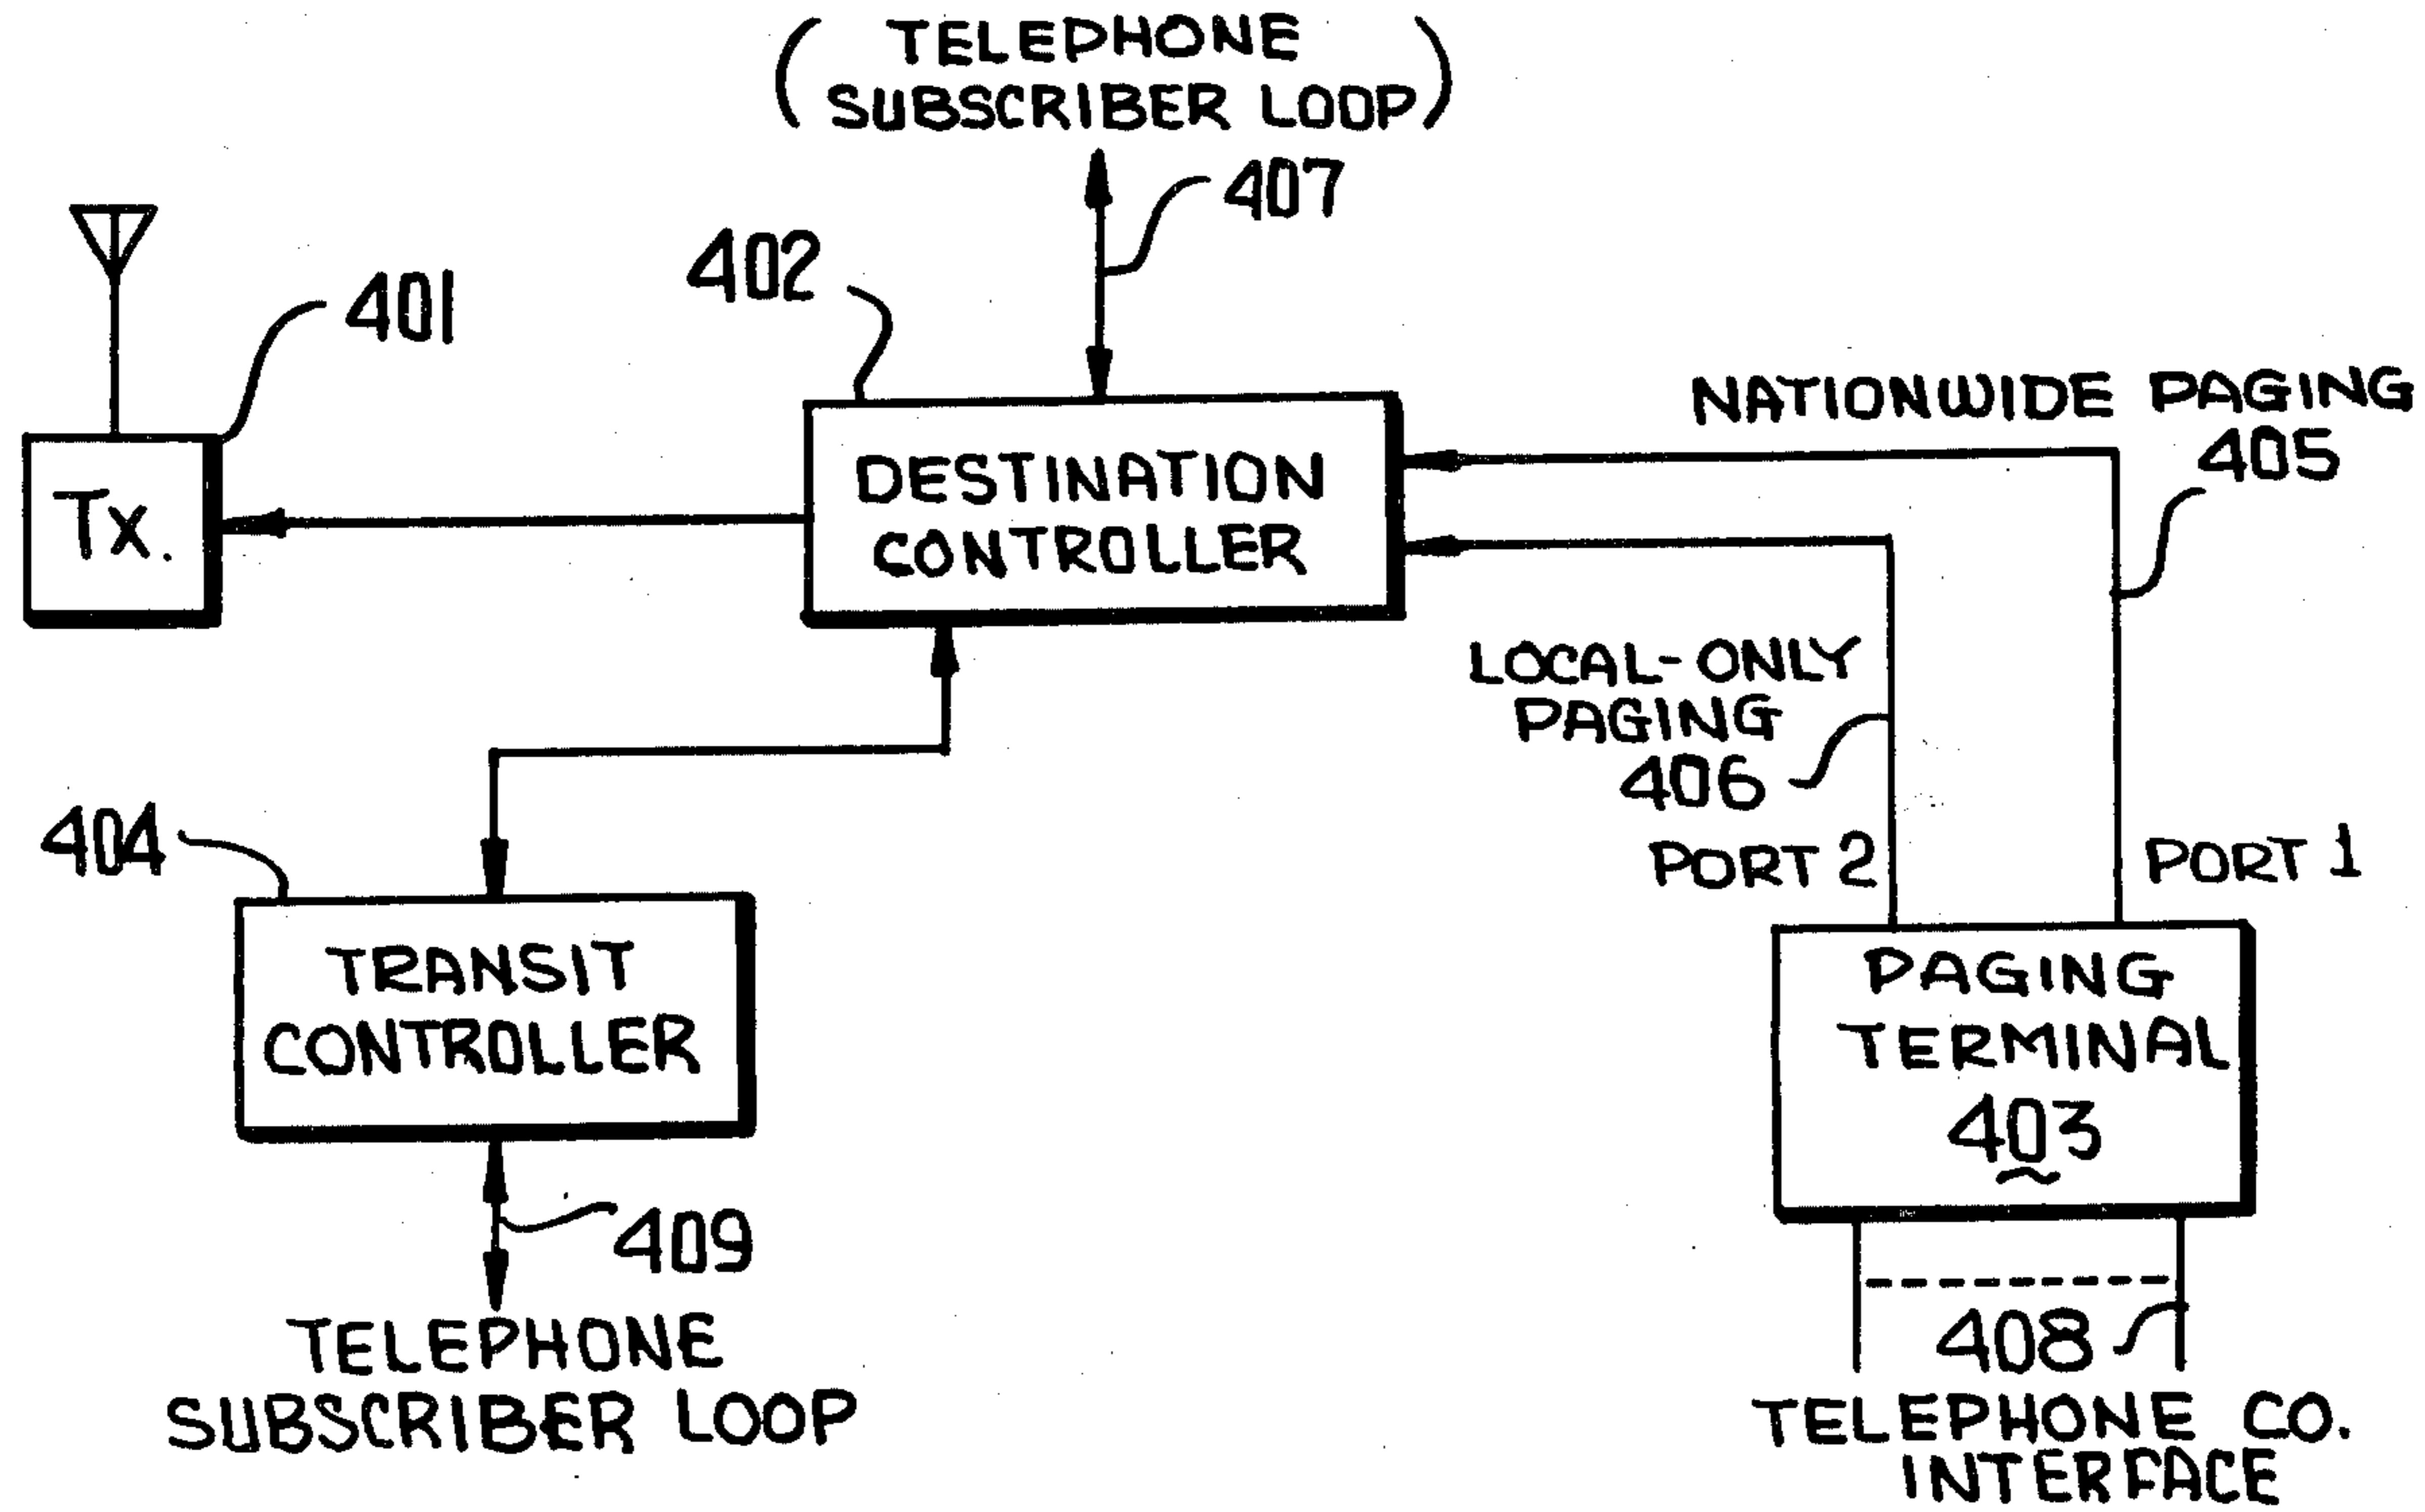 ( TELEPHONE
SUBSCRIBER LOOP )
407
402
401
NATIONWIDE PAGING
405
Tx.
DESTINATION
CONTROLLER
LOCAL-ONLY
PAGING
406
404
PORT 2
PORT 1
TRANSIT
CONTROLLER
PAGING
TERMINAL
403
409
408
TELEPHONE
SUBSCRIBER LOOP
TELEPHONE CO.
INTERFACE